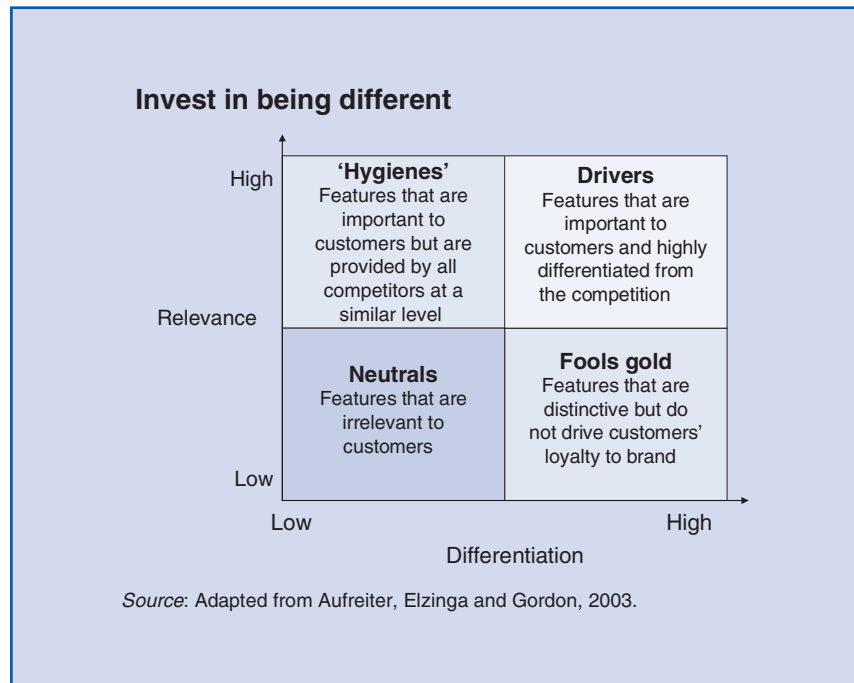 Invest in being different
High
Relevance
Low
‘Hygienes’
Features that are
important to
customers but are
provided by all
competitors at a
similar level
Drivers
Features that are
important to
customers and highly
differentiated from
the competition
Neutrals
Features that are
irrelevant to
customers
Fools gold
Features that are
distinctive but do
not drive customers’
loyalty to brand
Low
High
Differentiation
Source: Adapted from Aufreiter, Elzinga and Gordon, 2003.